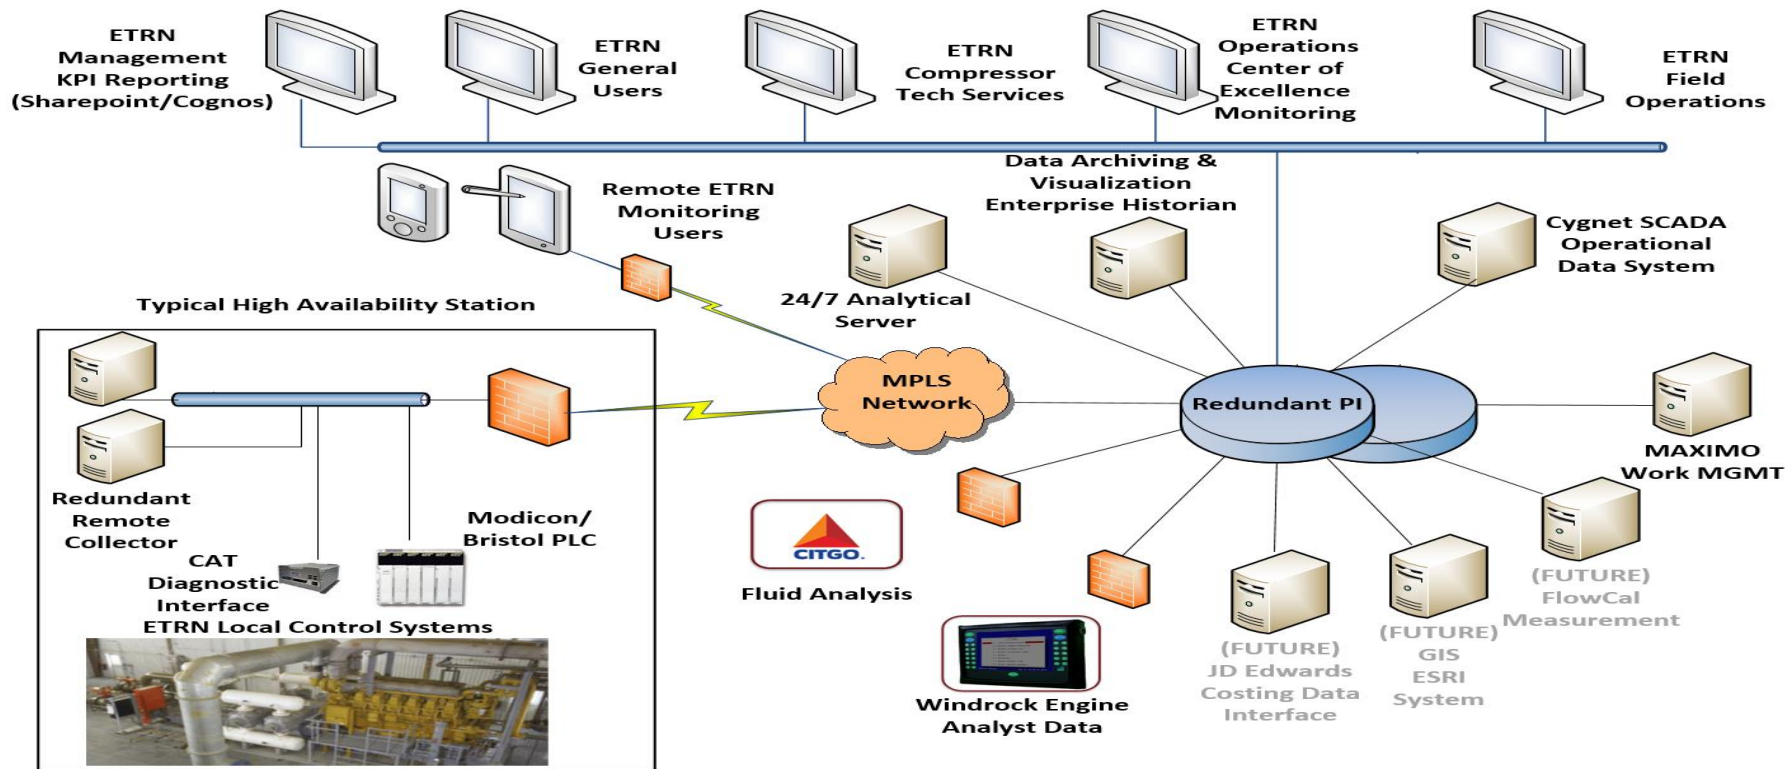 ETRN
Management
KPI Reporting
(Sharepoint/Cognos)
ETRN
General
Users
ETRN
Compressor
Tech Services
ETRN
Operations
Center of
Excellence
Monitoring
ETRN
Field
Operations
Remote ETRN
Monitoring
Users
Data Archiving &
Visualization
Enterprise Historian
Cygnet SCADA
Operational
Data System
24/7 Analytical
Server
Typical High Availability Station
MPLS
Network
Redundant PI
MAXIMO
Work MGMT
Redundant
Remote
Collector
Modicon/
Bristol PLC
CAT
Diagnostic
Interface
ETRN Local Control Systems
CITGO
Fluid Analysis
Windrock Engine
Analyst Data
(FUTURE)
JD Edwards
Costing Data
Interface
(FUTURE)
GIS
ESRI
System
(FUTURE)
FlowCal
Measurement